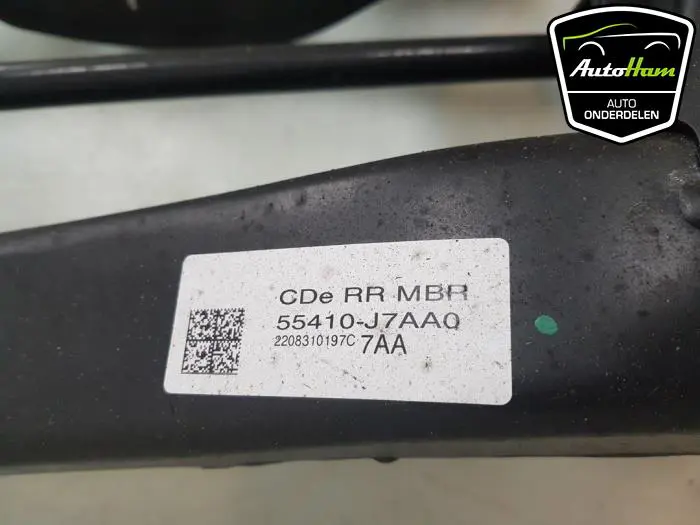 AutoHam
AUTO
ONDERDELEN
CDe RR MBR
55410-J7AA0
2208310197C 7AA